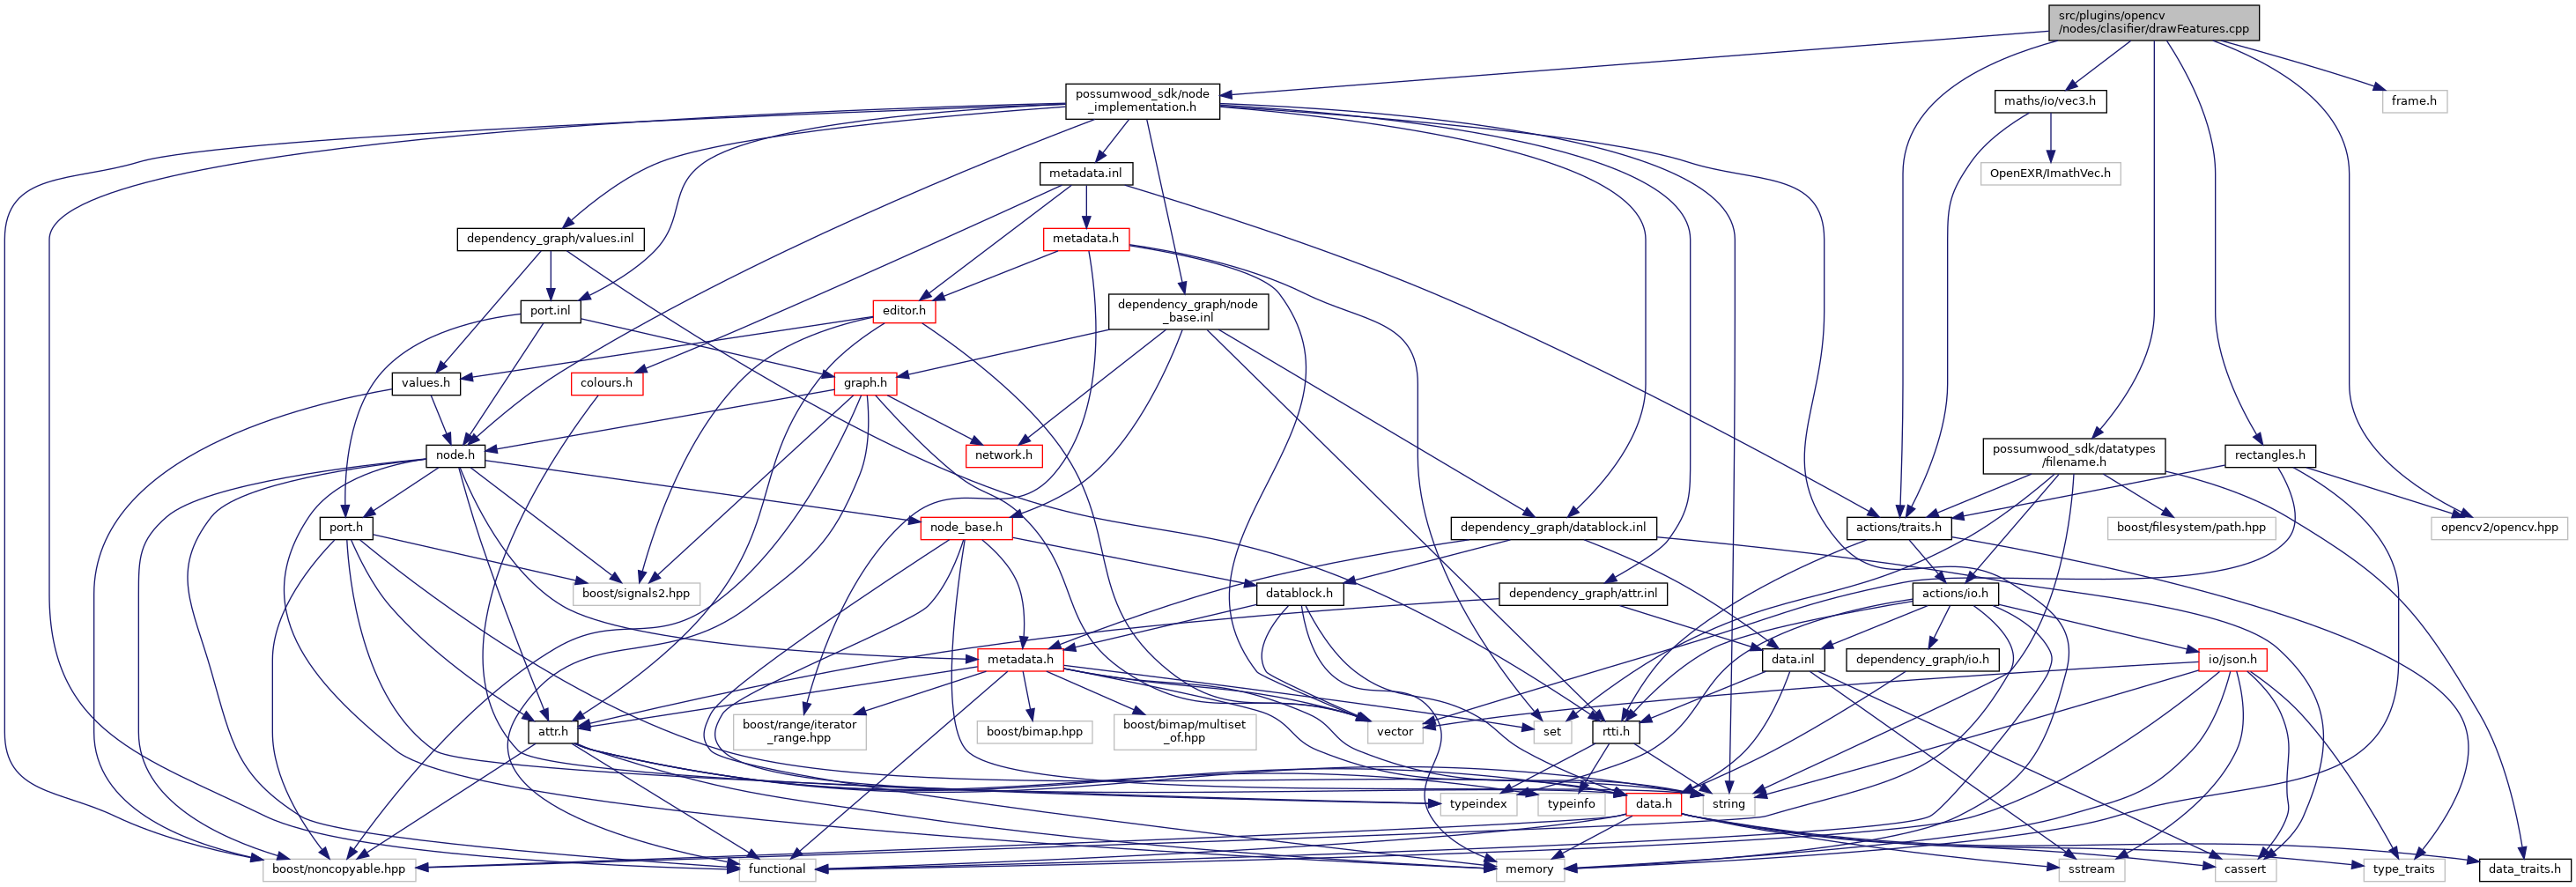 src/plugins/opencv
/nodes/clasifier/drawFeatures.cpp
possumwood_sdk/node
_implementation.h
maths/io/vec3.h
frame.h
metadata.inl
OpenEXR/ImathVec.h
dependency_graph/values.inl
metadata.h
port.inl
editor.h
dependency_graph/node
_base.inl
values.h
colours.h
graph.h
node.h
network.h
possumwood_sdk/datatypes
/filename.h
rectangles.h
port.h
node_base.h
dependency_graph/datablock.inl
actions/traits.h
boost/filesystem/path.hpp
opencv2/opencv.hpp
boost/signals2.hpp
datablock.h
dependency_graph/attr.inl
actions/io.h
metadata.h
data.inl
dependency_graph/io.h
io/json.h
attr.h
boost/range/iterator
_range.hpp
boost/bimap.hpp
boost/bimap/multiset
_of.hpp
vector
set
rtti.h
typeindex
typeinfo
data.h
string
boost/noncopyable.hpp
functional
memory
sstream
cassert
type_traits
data_traits.h